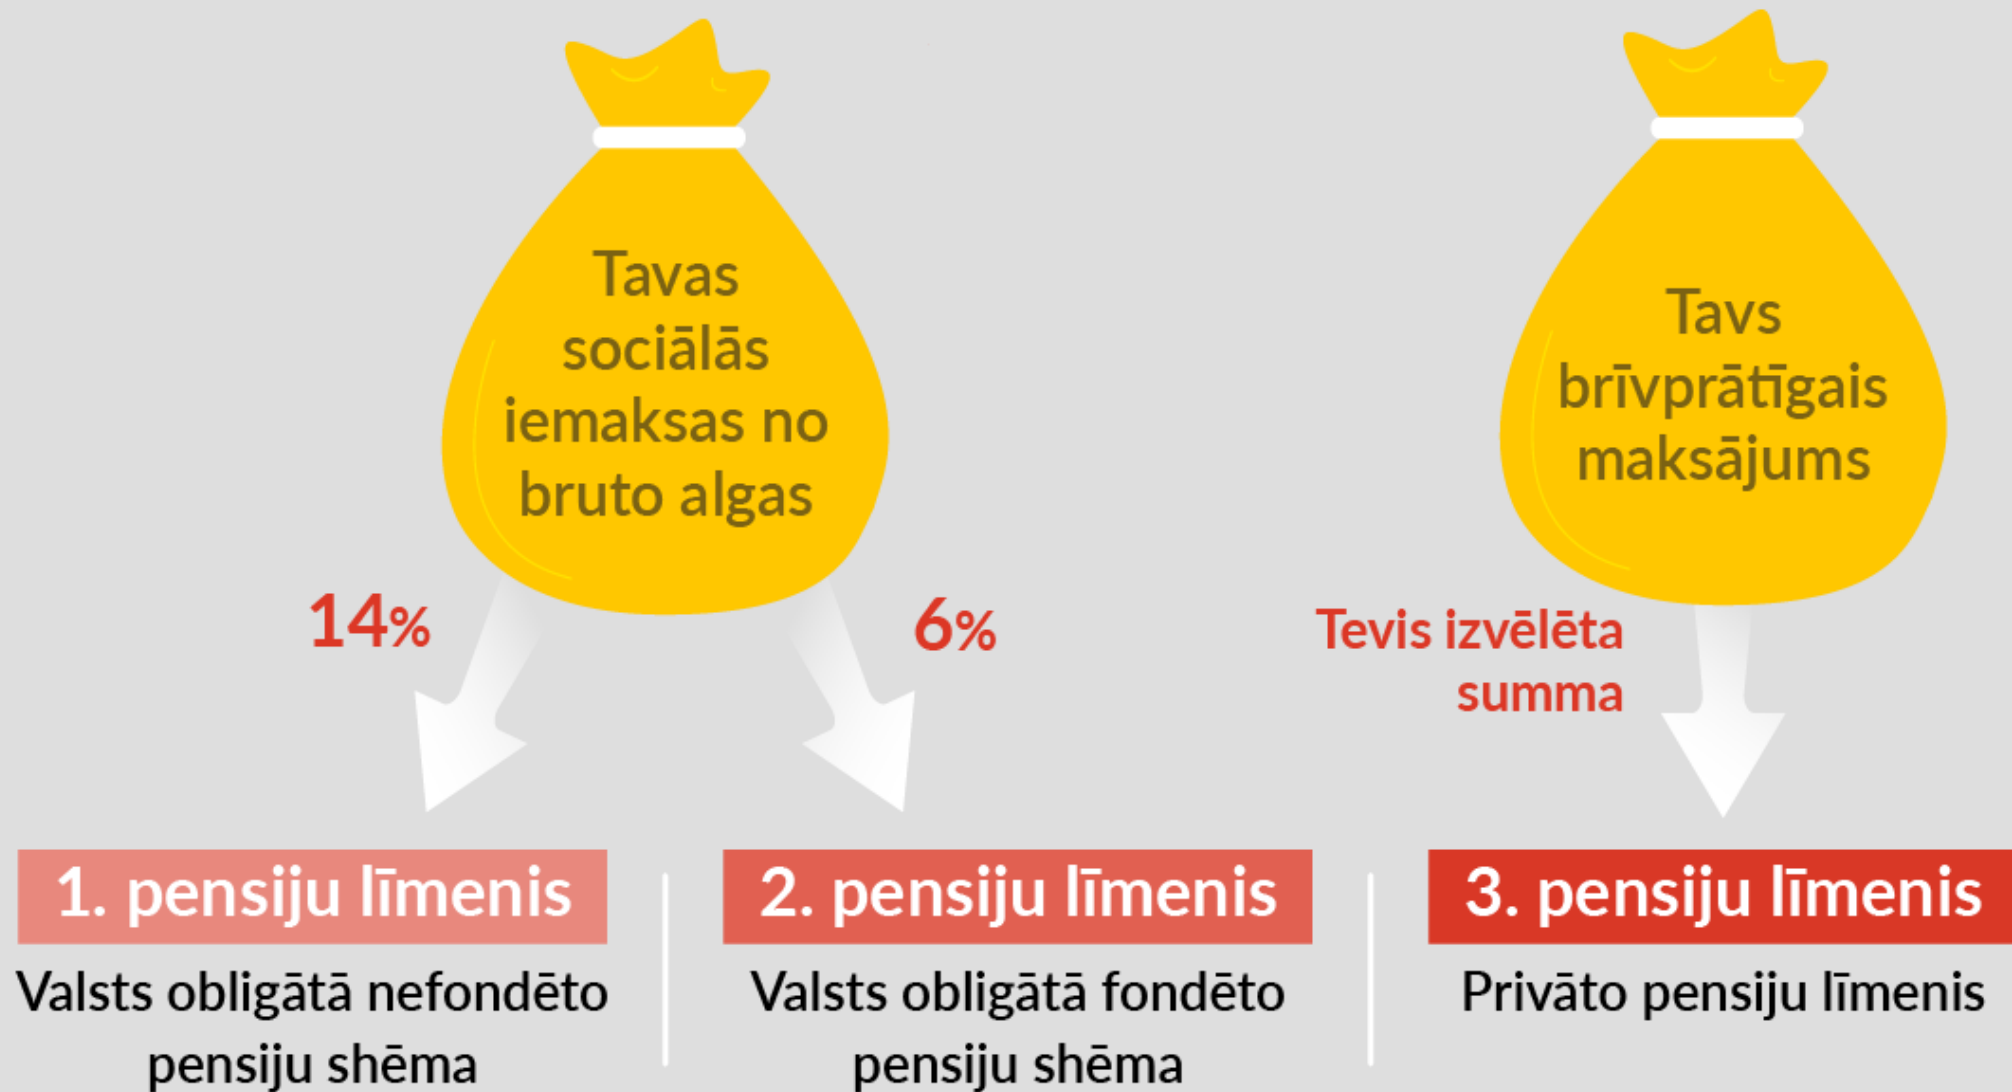 Tavas
sociālās
iemaksas no
bruto algas
14%
6%
Tavs
brīvprātīgais
maksājums
Tevis izvēlēta
summa
1. pensiju līmenis
Valsts obligātā nefondēto
pensiju shēma
2. pensiju līmenis
Valsts obligātā fondēto
pensiju shēma
3. pensiju līmenis
Privāto pensiju līmenis